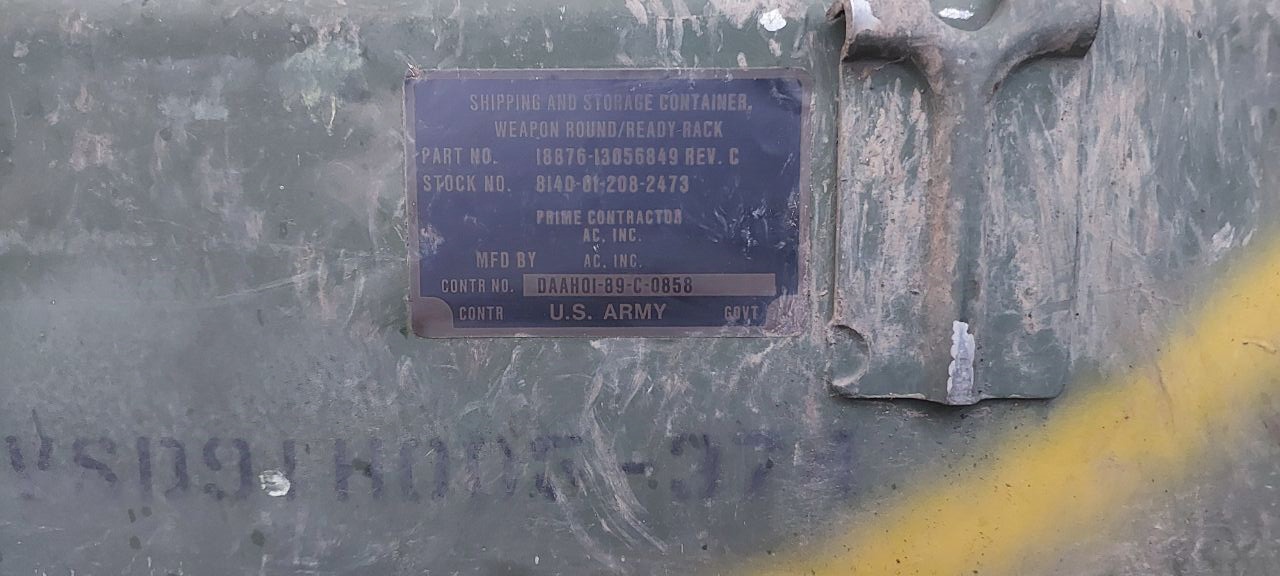 SHIPPING AND STORAGE CONTAINER,
WEAPON ROUND/READY-RACK
PART NO. 18876-13056849 REV. C
STOCK NO. 8140-01-208-2473
PRIME CONTRACTOR
AC, INC.
MFD BY AC, INC.
CONTR NO. DAAH01-89-C-0858
CONTR U.S. ARMY GOVT